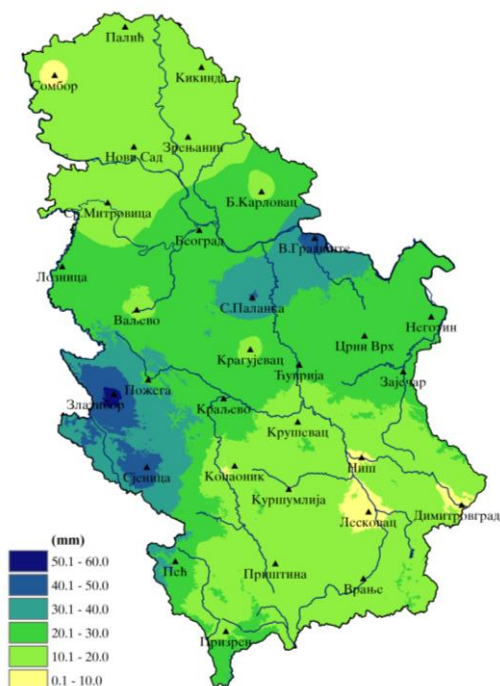 Палић
Кикинда
Сомбор
Зрењанин
Нови Сад
Б.Карловац
Ср.Митровица
Београд
В.Градиште
Лозница
С.Паланка
Ваљево
Неготин
Црни Врх
Крагујевац
Ћуприја
Зајечар
Пожега
Златибор
Краљево
Крушевац
Ниш
Сјеница
Копаоник
Куршумлија
Димитровград
Лесковац
(mm)
50.1 - 60.0
Пећ
Приштина
Врање
40.1 - 50.0
30.1 - 40.0
20.1 - 30.0
Призрен
10.1 - 20.0
0.1 - 10.0